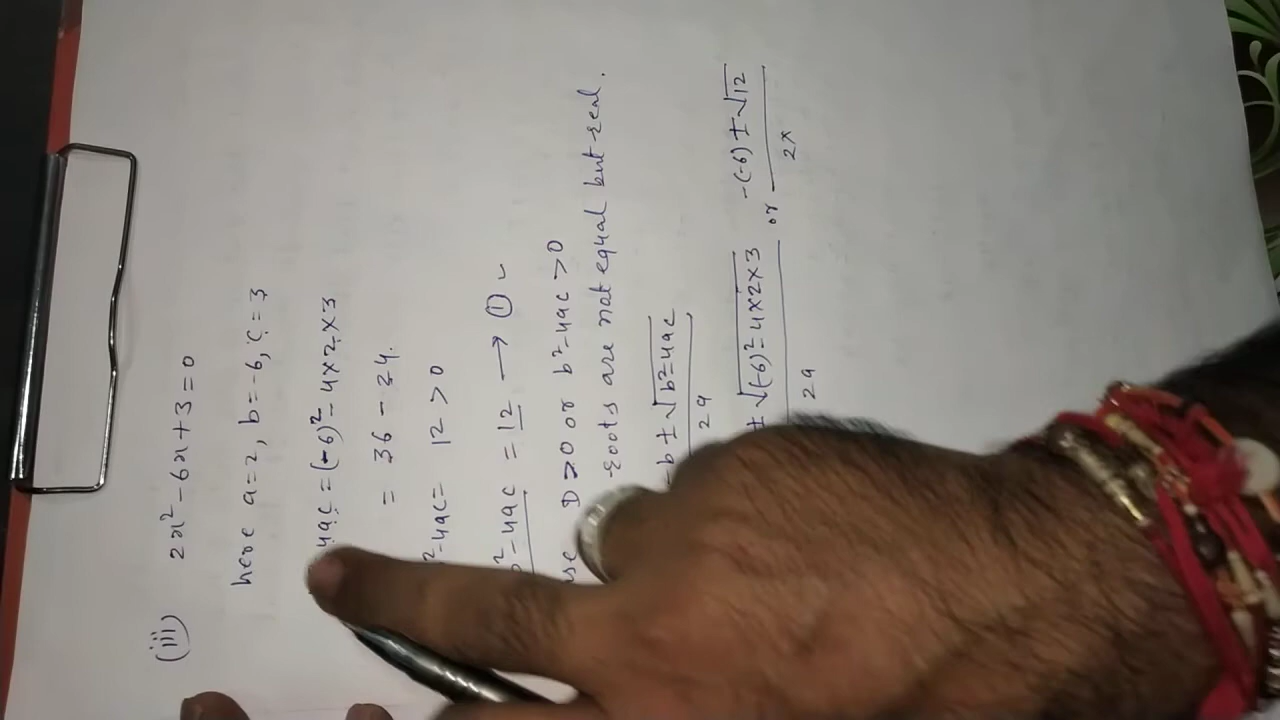 (iii) 2x² - 6x + 3 = 0
here a = 2, b = -6, c = 3
4ac = (-6)² - 4×2×3
= 36 - 24.
²-4ac = 12 > 0
b²-4ac = 12 → ① ✓
D > 0 or b²-4ac > 0
roots are not equal but real.
-b ± √b²-4ac
2a
± √(-6)² - 4×2×3 or -(-6) ± √12
2a 2×